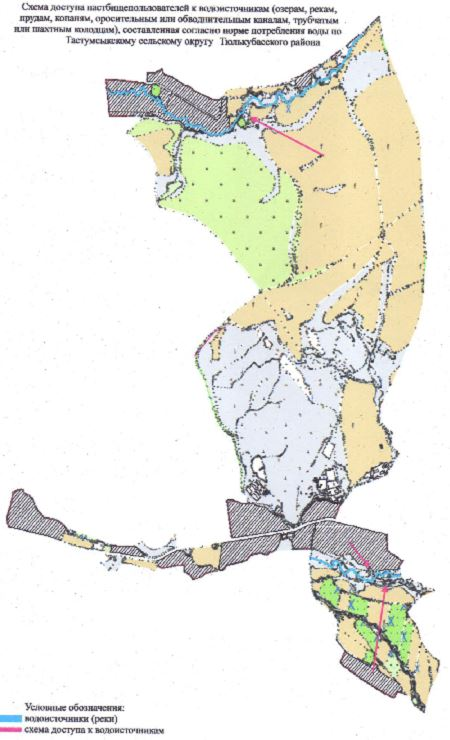 Схема доступа пастбищепользователей к водоисточникам (озерам, рекам,
прудам, копаням, оросительным или обводнительным каналам, трубчатым
или шахтным колодцам), составленная согласно норме потребления воды по
Тастумсыкскому сельскому округу Тюлькубасского района
Условные обозначения:
водоисточники (реки)
схема доступа к водоисточникам